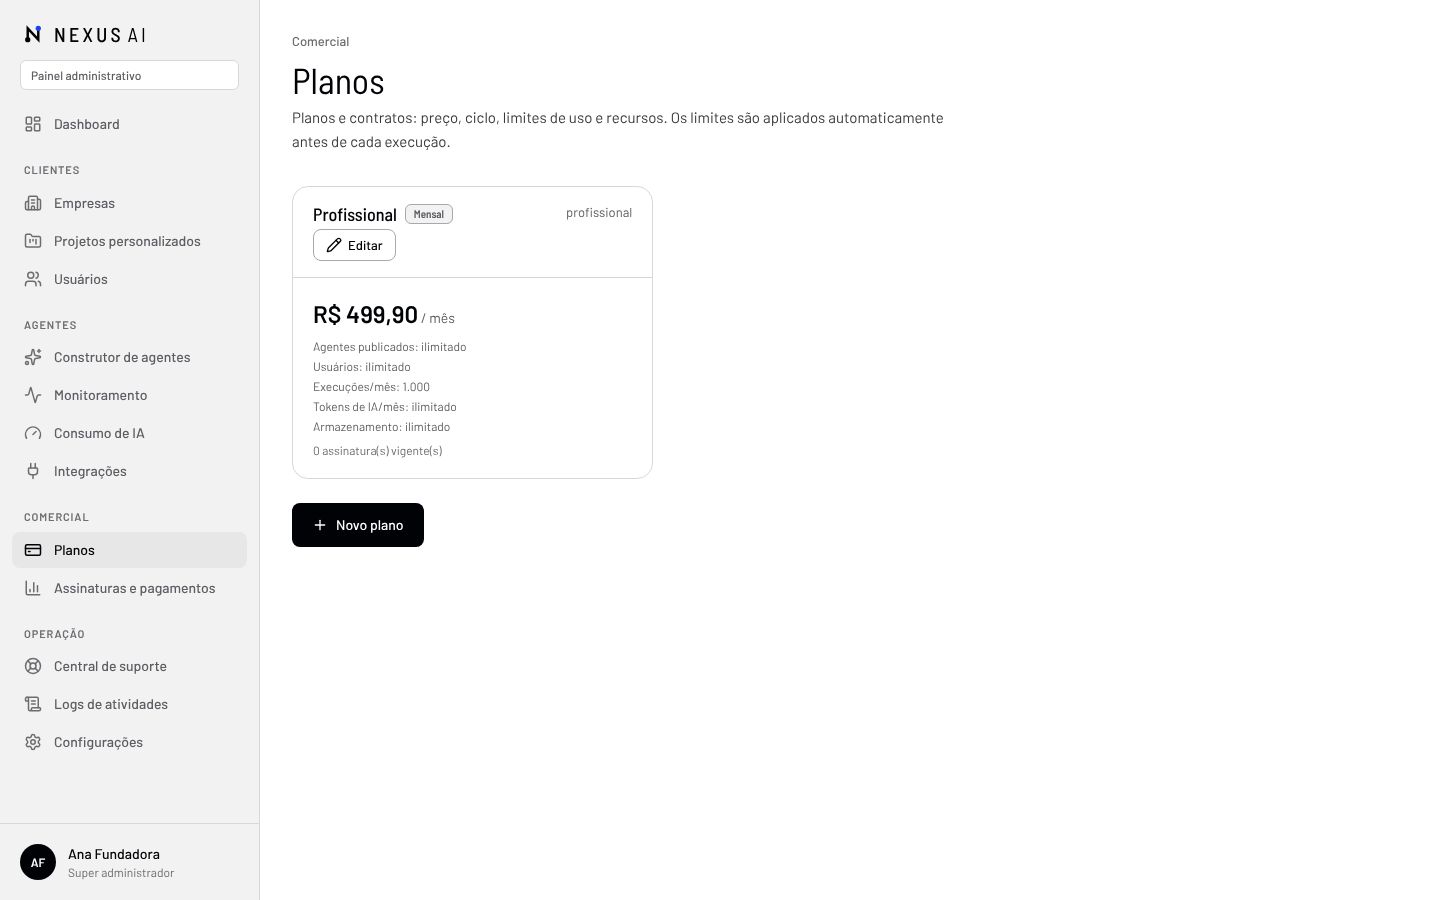 NEXUS AI
Painel administrativo
Dashboard
CLIENTES
Empresas
Projetos personalizados
Usuários
AGENTES
Construtor de agentes
Monitoramento
Consumo de IA
Integrações
COMERCIAL
Planos
Assinaturas e pagamentos
OPERAÇÃO
Central de suporte
Logs de atividades
Configurações
AF
Ana Fundadora
Super administrador
Comercial
Planos
Planos e contratos: preço, ciclo, limites de uso e recursos. Os limites são aplicados automaticamente
antes de cada execução.
Profissional Mensal profissional
Editar
R$ 499,90 / mês
Agentes publicados: ilimitado
Usuários: ilimitado
Execuções/mês: 1.000
Tokens de IA/mês: ilimitado
Armazenamento: ilimitado
0 assinatura(s) vigente(s)
Novo plano